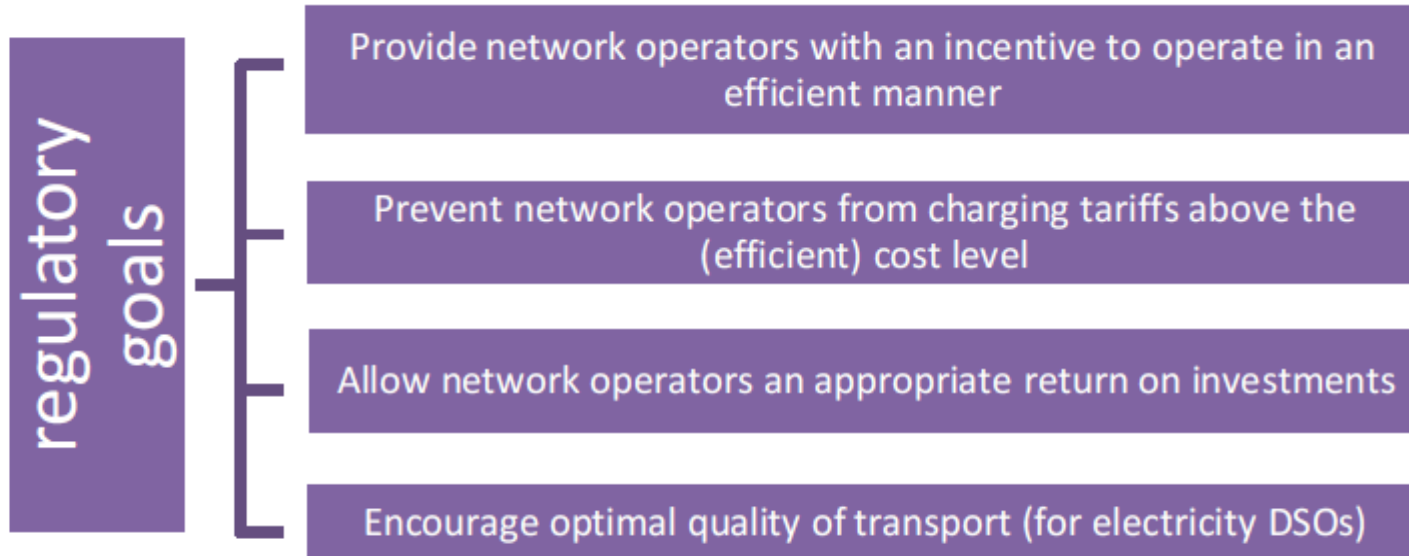 regulatory
goals
Provide network operators with an incentive to operate in an
efficient manner
Prevent network operators from charging tariffs above the
(efficient) cost level
Allow network operators an appropriate return on investments
Encourage optimal quality of transport (for electricity DSOs)